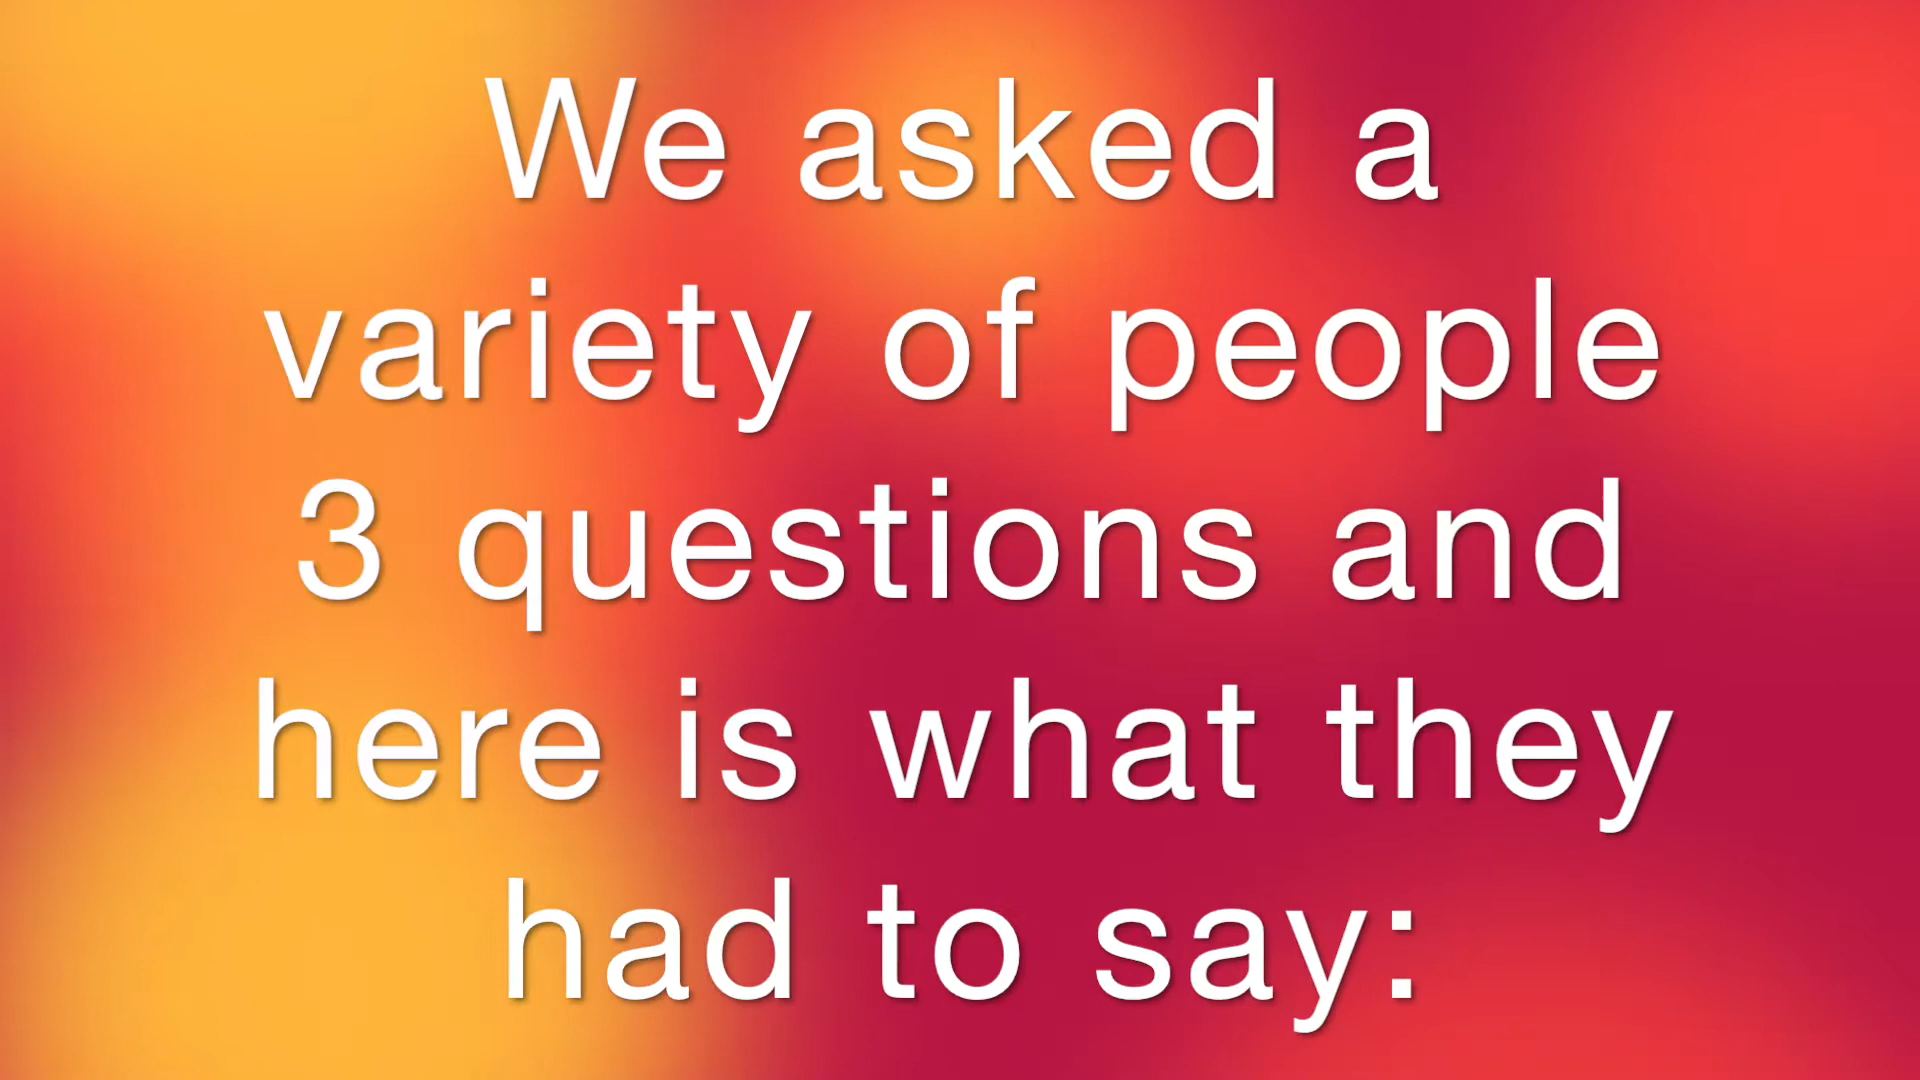 We asked a
variety of people
3 questions and
here is what they
had to say: